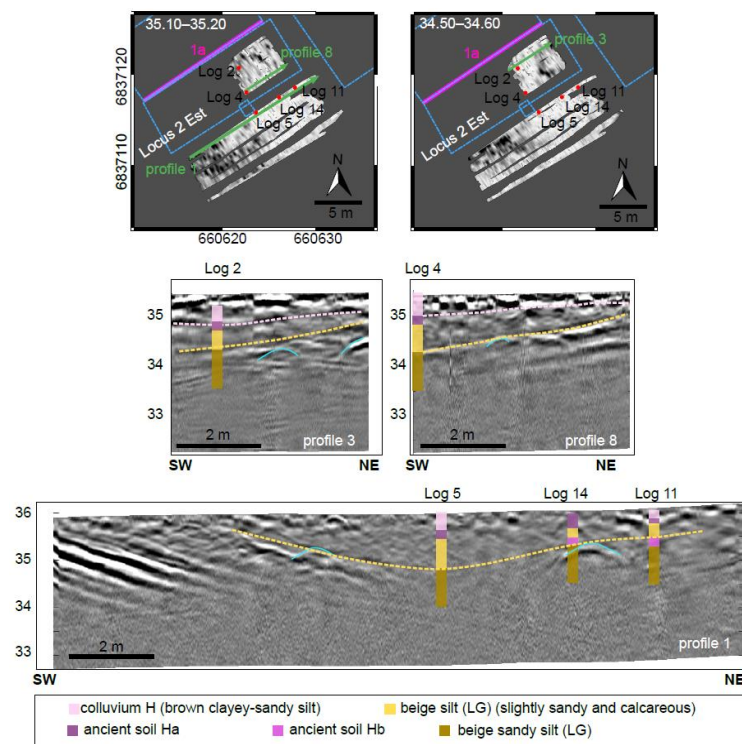 35.10–35.20
1a
profile 8
Log 2
Log 4
Log 11
Log 14
Log 5
Locus 2 Est
profile 1
N
5 m
6837120
6837110
660620
660630
34.50–34.60
1a
profile 3
Log 2
Log 4
Log 11
Log 14
Log 5
Locus 2 Est
N
5 m
Log 2
35
34
33
2 m
profile 3
SW
NE
Log 4
35
34
33
2 m
profile 8
SW
NE
Log 5
Log 14
Log 11
36
35
34
33
2 m
profile 1
SW
NE
colluvium H (brown clayey-sandy silt)
beige silt (LG) (slightly sandy and calcareous)
ancient soil Ha
ancient soil Hb
beige sandy silt (LG)